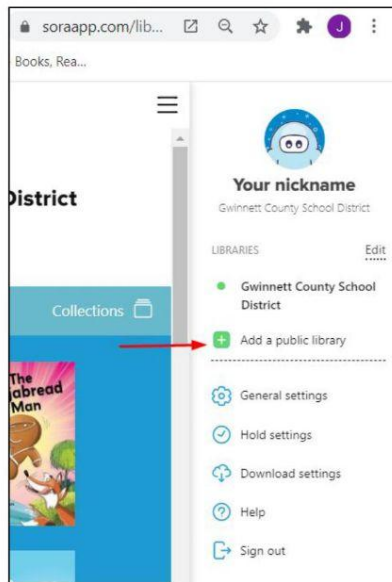 soraapp.com/lib...
J
Books, Rea...
District
Your nickname
Gwinnett County School District
LIBRARIES Edit
Gwinnett County School
District
Add a public library
Collections
General settings
The
Man
Hold settings
Download settings
Help
Sign out